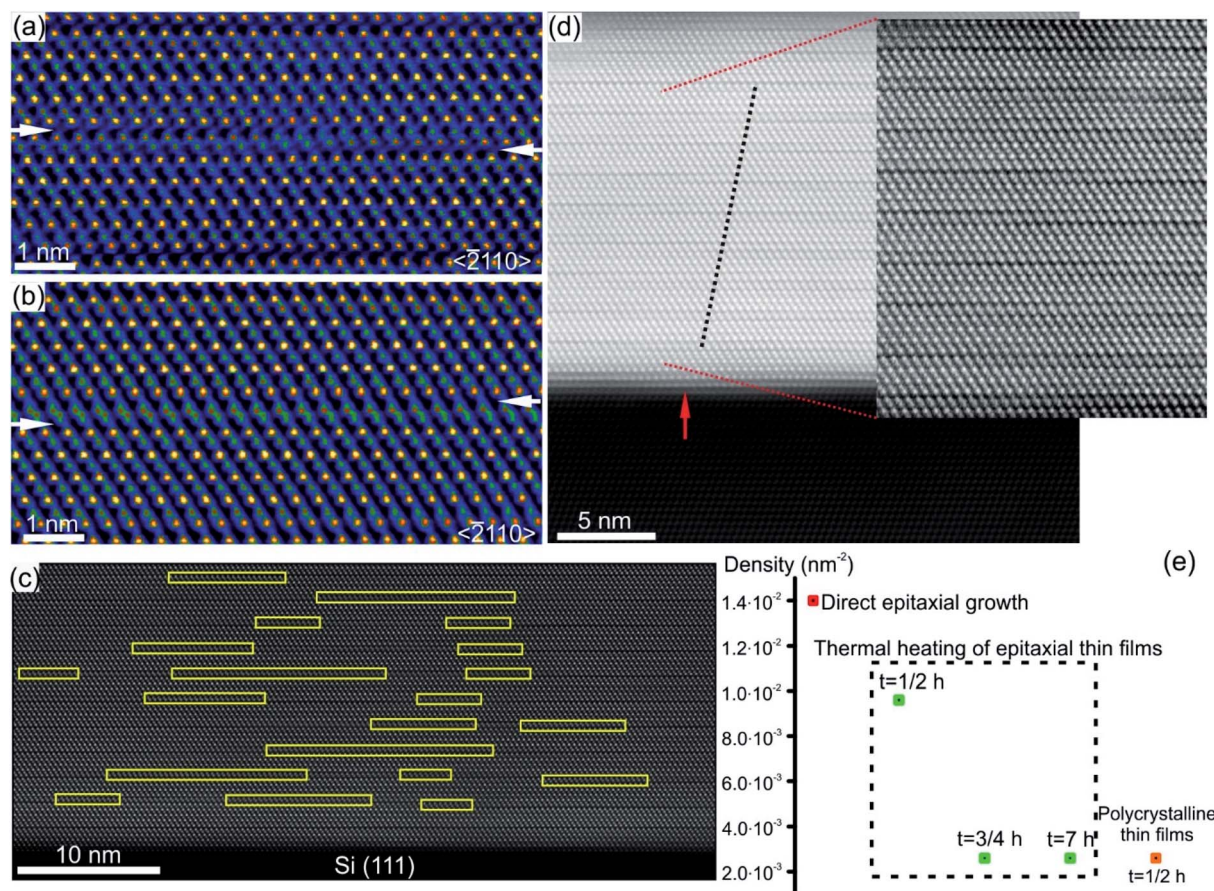 (a)
1 nm
<2̄110>
(b)
1 nm
<2̄110>
(c)
10 nm
Si (111)
(d)
5 nm
Density (nm⁻²)
(e)
1.4·10⁻²
Direct epitaxial growth
1.2·10⁻²
Thermal heating of epitaxial thin films
t=1/2 h
1.0·10⁻²
8.0·10⁻³
6.0·10⁻³
4.0·10⁻³
2.0·10⁻³
t=3/4 h
t=7 h
Polycrystalline
thin films
t=1/2 h